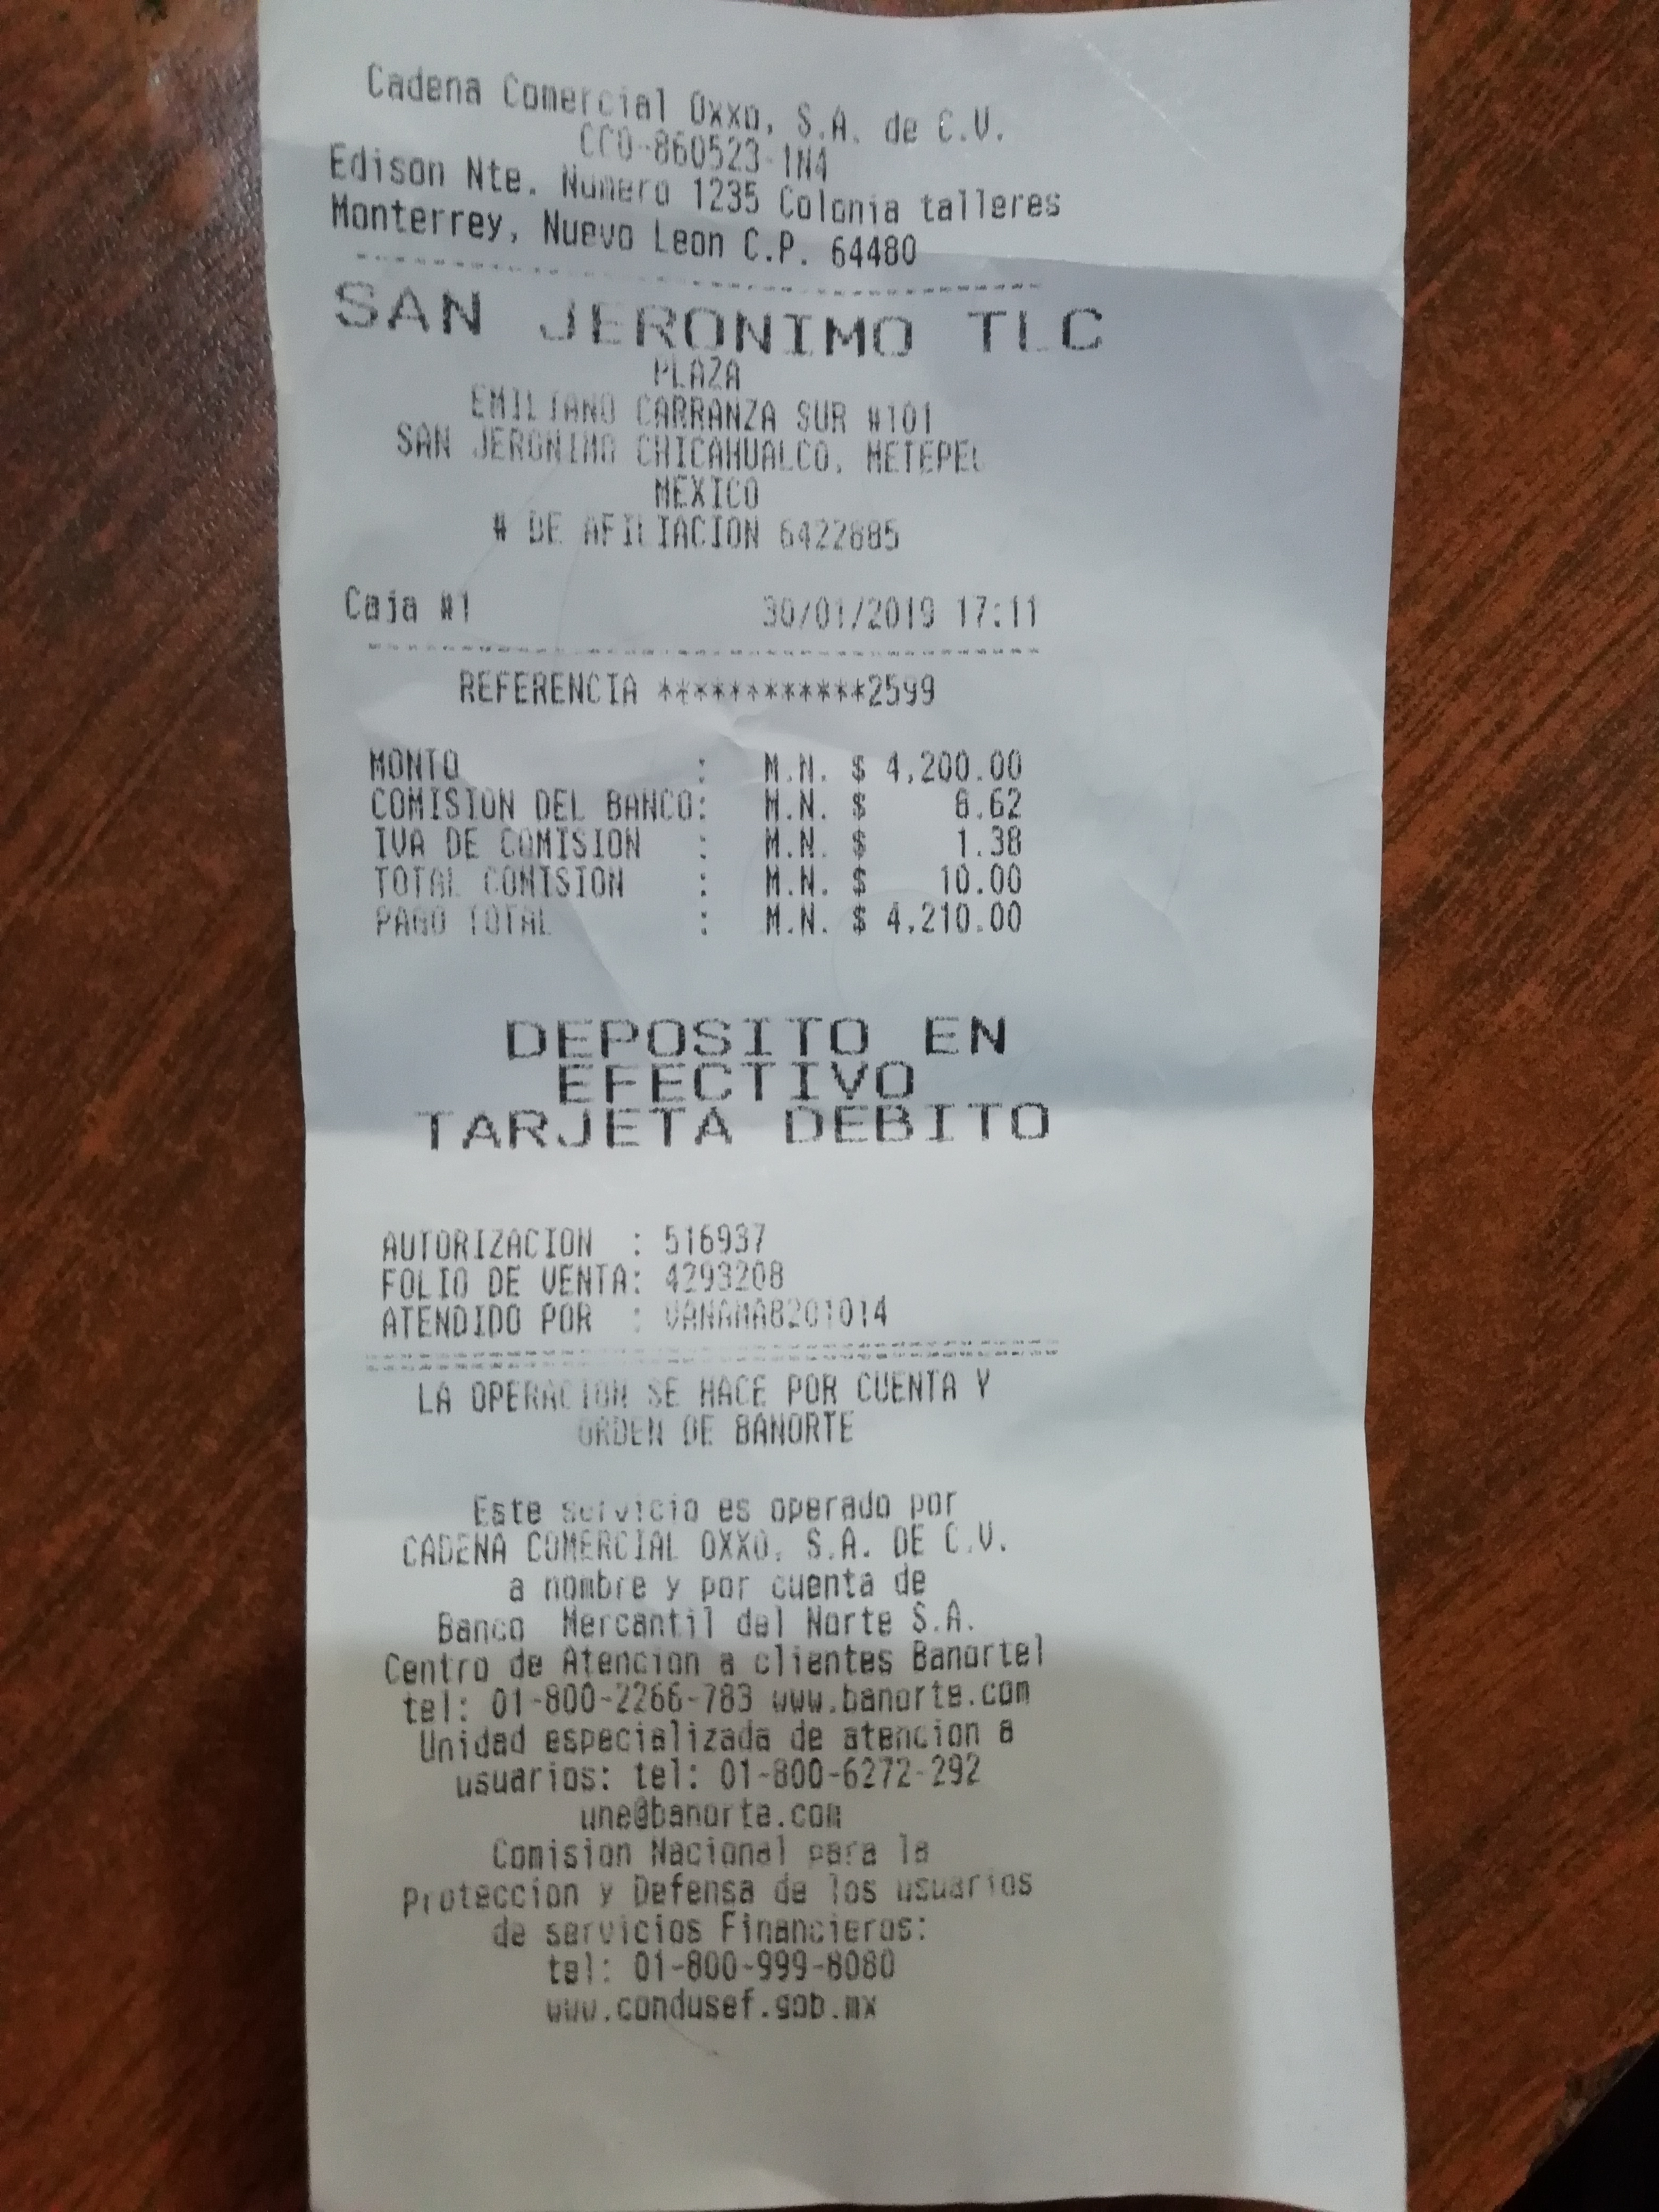 Cadena Comercial Oxxo, S.A. de C.V.
CCO-860523-1N4
Edison Nte. Numero 1235 Colonia talleres
Monterrey, Nuevo Leon C.P. 64480
SAN JERONIMO TLC
PLAZA
EMILIANO CARRANZA SUR #101
SAN JERONIMO CHICAHUALCO, METEPEC
MEXICO
# DE AFILIACION 6422885
Caja #1 30/01/2019 17:11
REFERENCIA ************2599
MONTO : M.N. $ 4,200.00
COMISION DEL BANCO: M.N. $ 8.62
IVA DE COMISION : M.N. $ 1.38
TOTAL COMISION : M.N. $ 10.00
PAGO TOTAL : M.N. $ 4,210.00
DEPOSITO EN
EFECTIVO
TARJETA DEBITO
AUTORIZACION : 516937
FOLIO DE VENTA: 4293208
ATENDIDO POR : VANAMA8201014
LA OPERACION SE HACE POR CUENTA Y
ORDEN DE BANORTE
Este servicio es operado por
CADENA COMERCIAL OXXO, S.A. DE C.V.
a nombre y por cuenta de
Banco Mercantil del Norte S.A.
Centro de Atencion a clientes Banortel
tel: 01-800-2266-783 www.banorte.com
Unidad especializada de atencion a
usuarios: tel: 01-800-6272-292
une@banorte.com
Comision Nacional para la
Proteccion y Defensa de los usuarios
de servicios Financieros:
tel: 01-800-999-8080
www.condusef.gob.mx